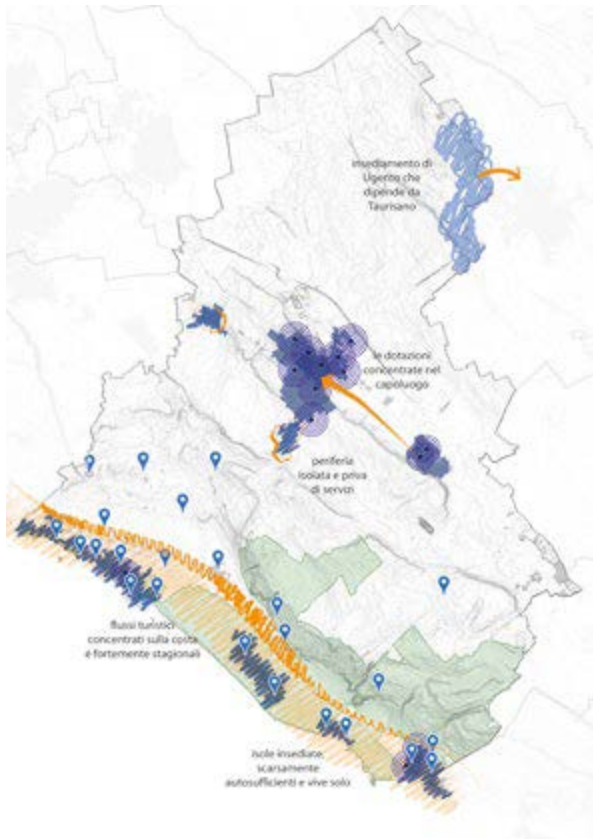 insediamento di
Ugento che
dipende da
Taurisano
le dotazioni
concentrate nel
capoluogo
periferia
isolata e priva
di servizi
flussi turistici
concentrati sulla costa
e fortemente stagionali
isole insediate,
scarsamente
autosufficienti e vive solo